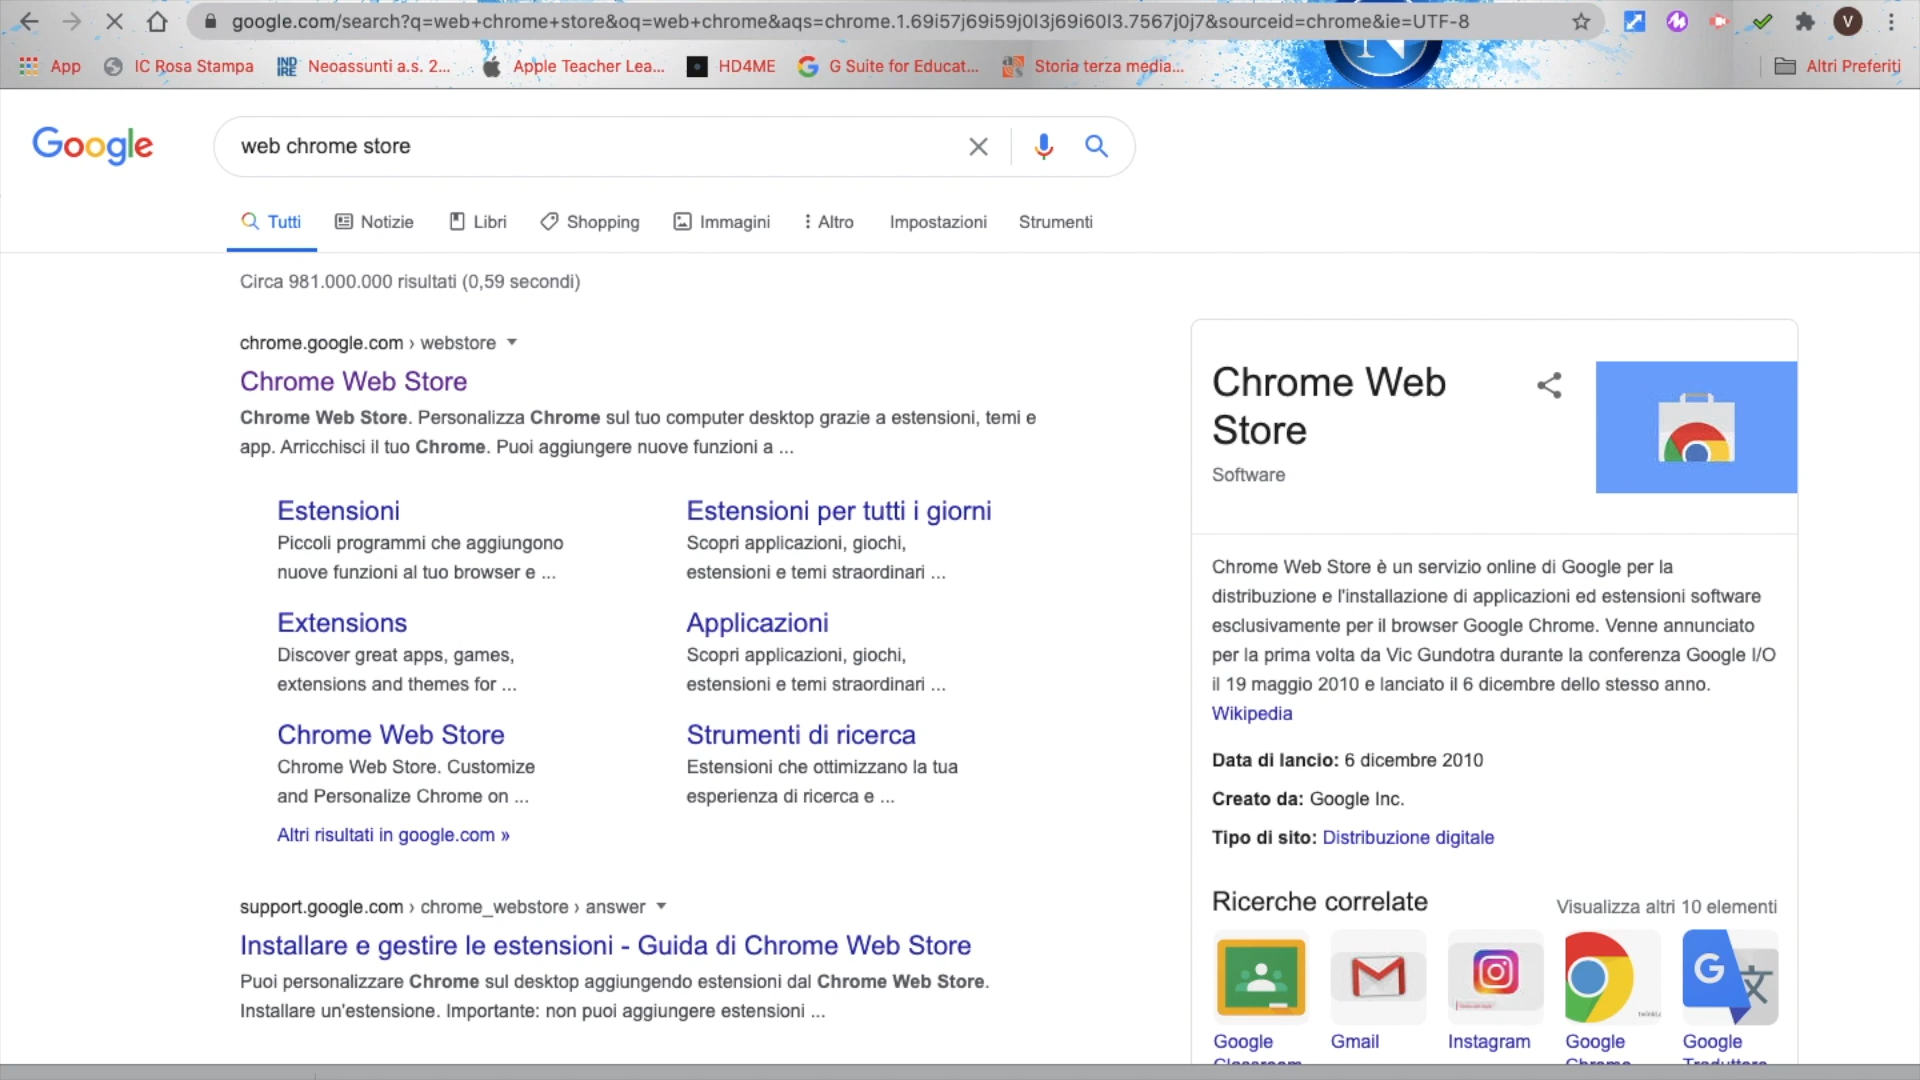 google.com/search?q=web+chrome+store&oq=web+chrome&aqs=chrome.1.69i57j69i59j0l3j69i60l3.7567j0j7&sourceid=chrome&ie=UTF-8
V
App
IC Rosa Stampa
INDIRE
Neoassunti a.s. 2...
Apple Teacher Lea...
HD4ME
G Suite for Educat...
Storia terza media...
N
Altri Preferiti
Google
web chrome store
Tutti
Notizie
Libri
Shopping
Immagini
Altro
Impostazioni
Strumenti
Circa 981.000.000 risultati (0,59 secondi)
chrome.google.com › webstore
Chrome Web Store
Chrome Web Store. Personalizza Chrome sul tuo computer desktop grazie a estensioni, temi e
app. Arricchisci il tuo Chrome. Puoi aggiungere nuove funzioni a ...
Estensioni
Piccoli programmi che aggiungono
nuove funzioni al tuo browser e ...
Estensioni per tutti i giorni
Scopri applicazioni, giochi,
estensioni e temi straordinari ...
Extensions
Discover great apps, games,
extensions and themes for ...
Applicazioni
Scopri applicazioni, giochi,
estensioni e temi straordinari ...
Chrome Web Store
Chrome Web Store. Customize
and Personalize Chrome on ...
Strumenti di ricerca
Estensioni che ottimizzano la tua
esperienza di ricerca e ...
Altri risultati in google.com »
support.google.com › chrome_webstore › answer
Installare e gestire le estensioni - Guida di Chrome Web Store
Puoi personalizzare Chrome sul desktop aggiungendo estensioni dal Chrome Web Store.
Installare un'estensione. Importante: non puoi aggiungere estensioni ...
Chrome Web
Store
Software
Chrome Web Store è un servizio online di Google per la
distribuzione e l'installazione di applicazioni ed estensioni software
esclusivamente per il browser Google Chrome. Venne annunciato
per la prima volta da Vic Gundotra durante la conferenza Google I/O
il 19 maggio 2010 e lanciato il 6 dicembre dello stesso anno.
Wikipedia
Data di lancio: 6 dicembre 2010
Creato da: Google Inc.
Tipo di sito: Distribuzione digitale
Ricerche correlate
Visualizza altri 10 elementi
Google
Classroom
Gmail
Instagram
Google
Chrome
Google
Traduttore